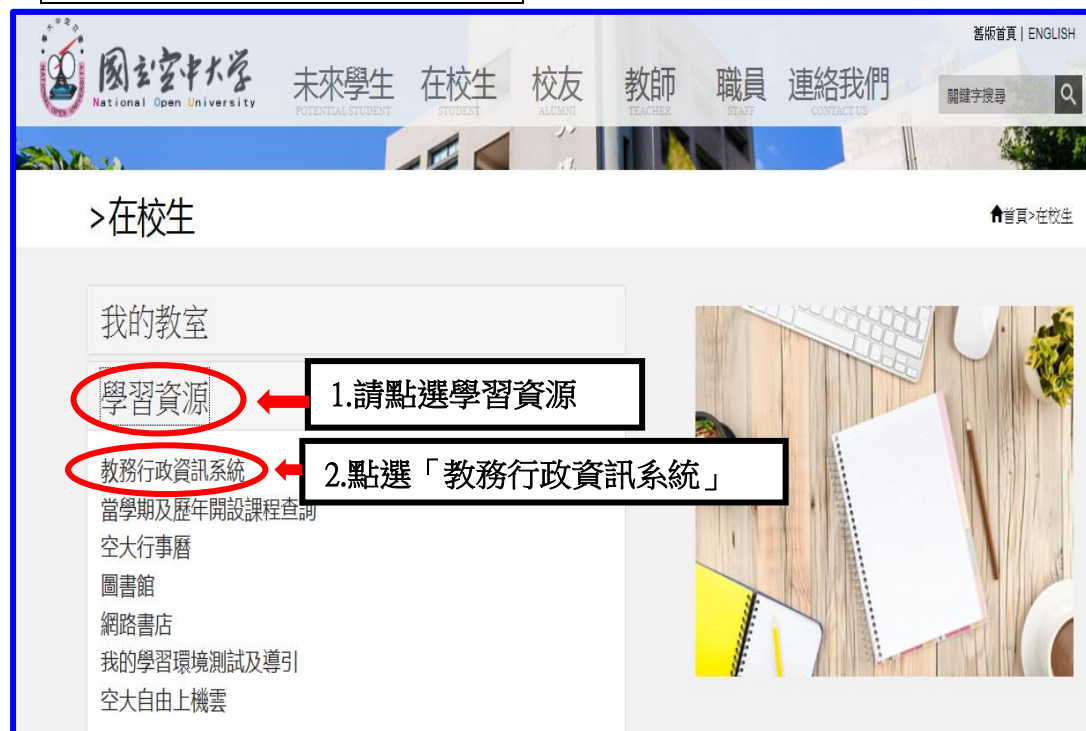 舊版首頁 | ENGLISH
國立空中大学
National Open University
未來學生 在校生 校友 教師 職員 連絡我們
POTENTIAL STUDENT STUDENT ALUMNI TEACHER STAFF CONTACT US
關鍵字搜尋
>在校生
首頁>在校生
我的教室
學習資源
1.請點選學習資源
教務行政資訊系統
2.點選「教務行政資訊系統」
當學期及歷年開設課程查詢
空大行事曆
圖書館
網路書店
我的學習環境測試及導引
空大自由上機雲